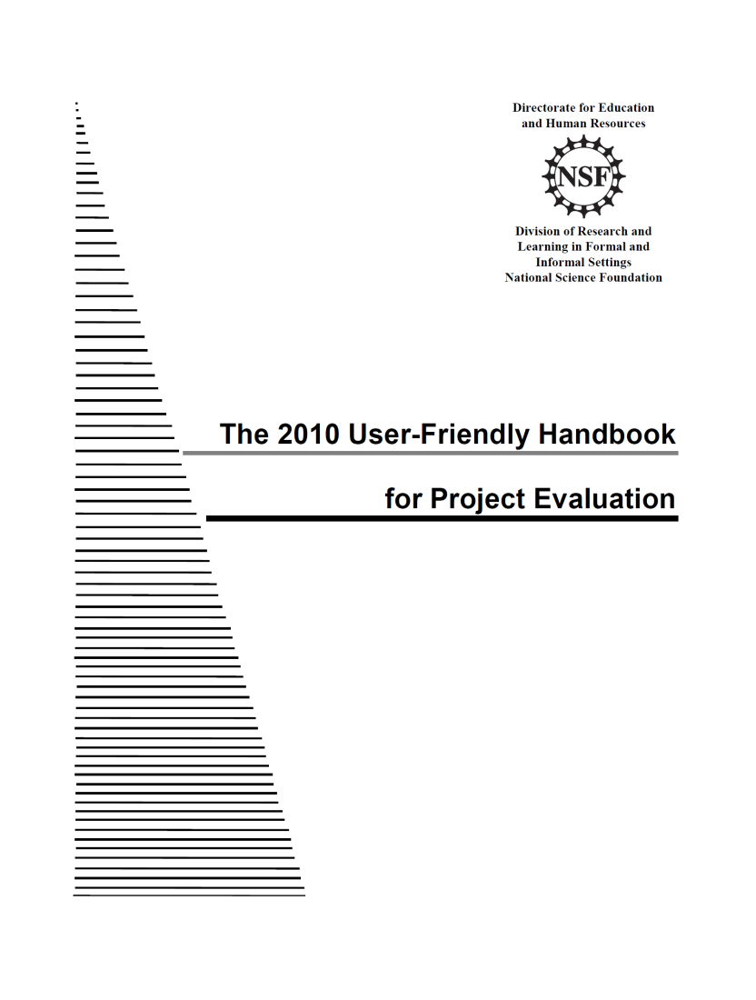 Directorate for Education
and Human Resources
NSF
Division of Research and
Learning in Formal and
Informal Settings
National Science Foundation
The 2010 User-Friendly Handbook
for Project Evaluation